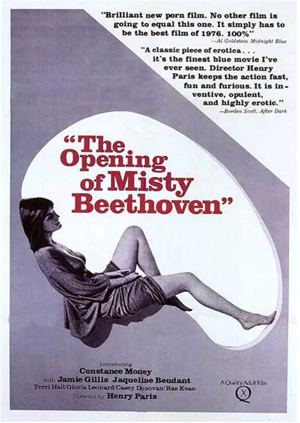 "Brilliant new porn film. No other film is
going to equal this one. It simply has to
be the best film of 1976. 100%"
—Al Goldstein Midnight Blue
"A classic piece of erotica . . .
it's the finest blue movie I've
ever seen. Director Henry
Paris keeps the action fast,
fun and furious. It is in-
ventive, opulent,
and highly erotic."
—Borden Scott, After Dark
"The
Opening
of Misty
Beethoven"
Introducing
Constance Money
with Jamie Gillis Jaqueline Beudant
Terri Hall/Gloria Leonard/Casey Donovan/Ras Kean
Directed by Henry Paris
A Quality Adult Film
Q
X